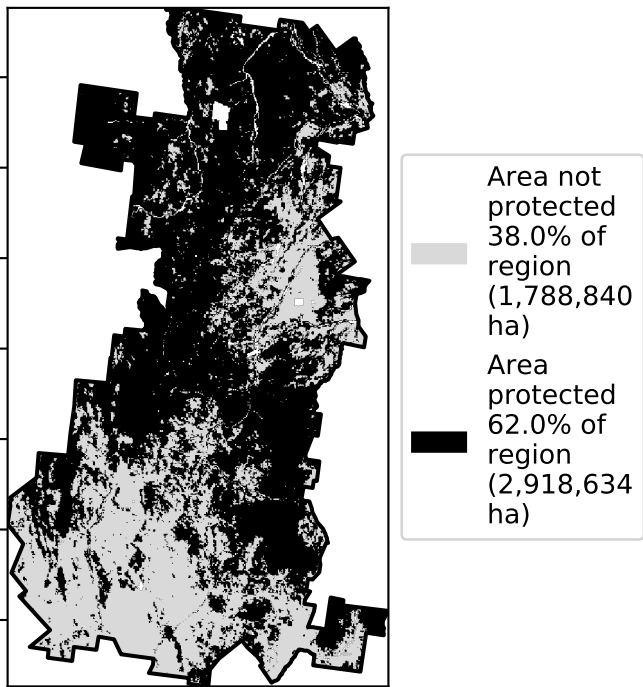 Area not
protected
38.0% of
region
(1,788,840
ha)
Area
protected
62.0% of
region
(2,918,634
ha)